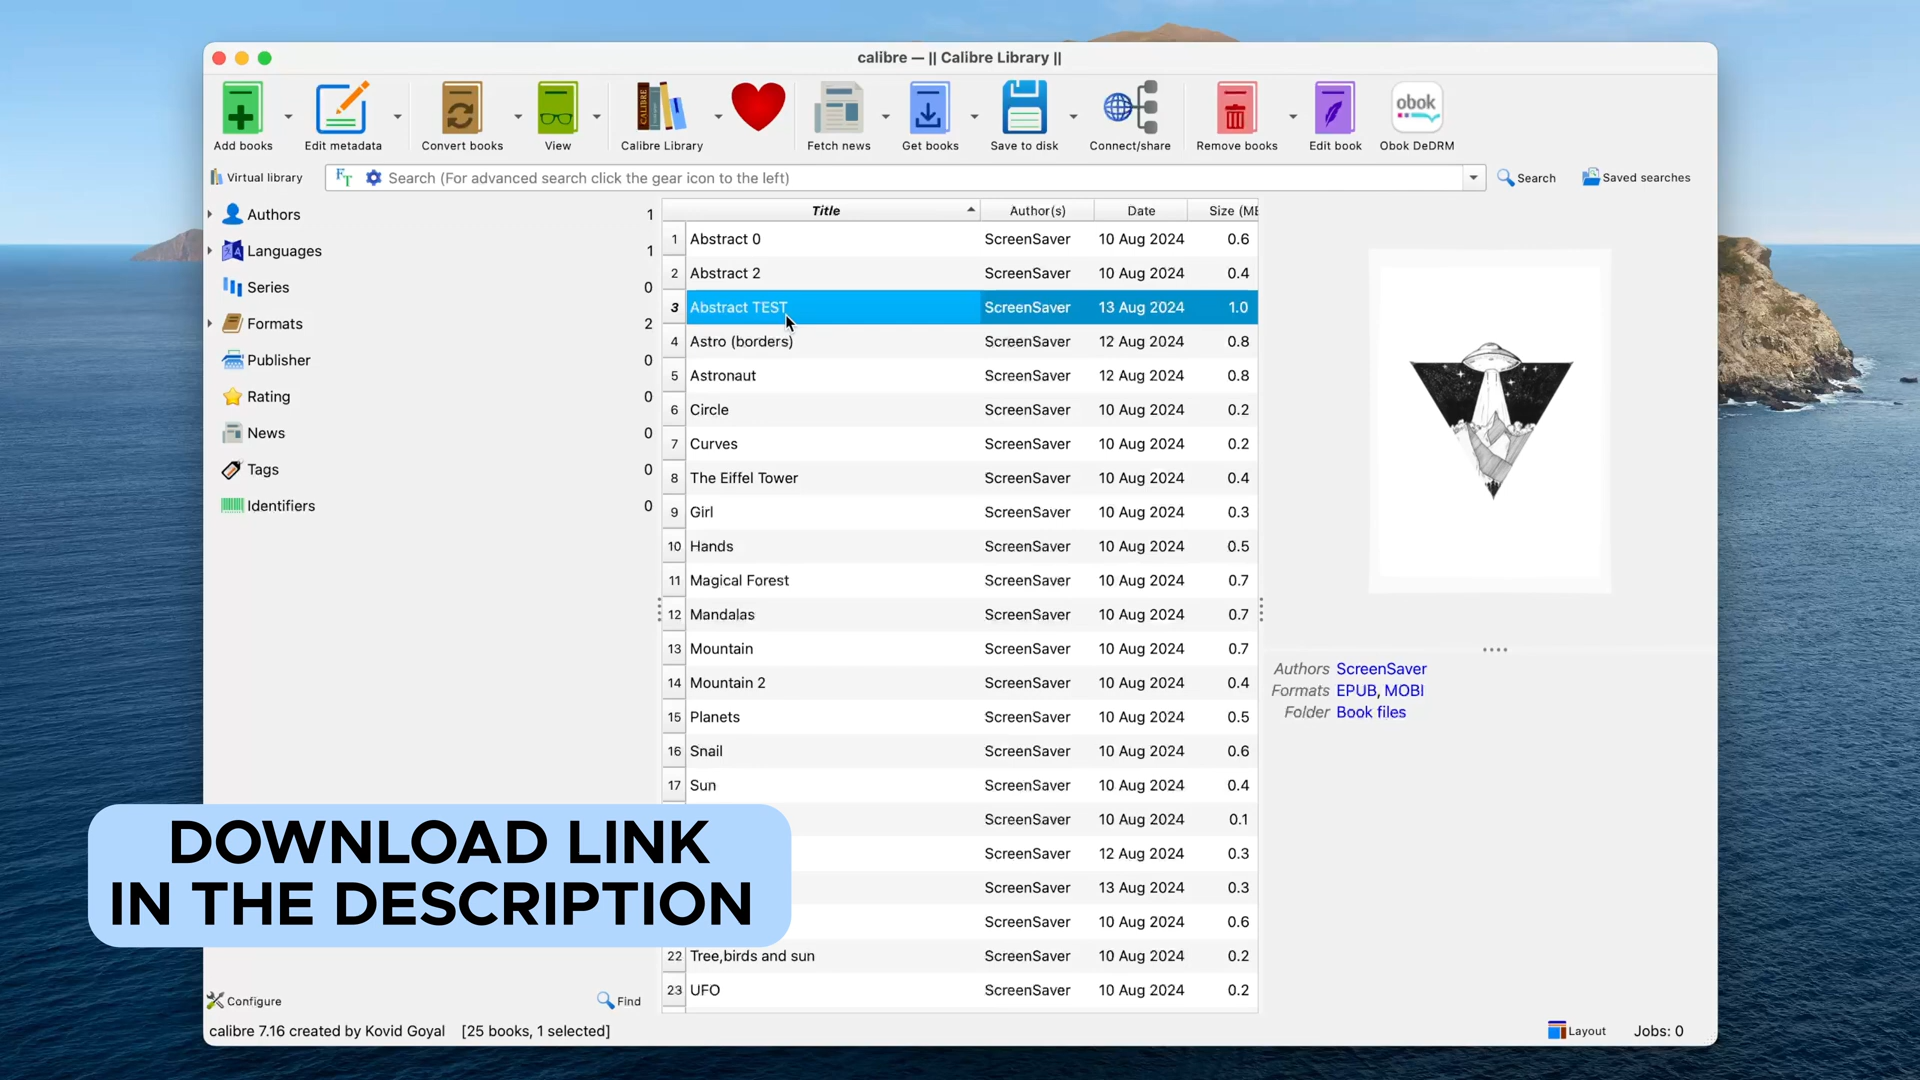 calibre — || Calibre Library ||
Add books
Edit metadata
Convert books
View
CALIBRE
Calibre Library
Fetch news
Get books
Save to disk
Connect/share
Remove books
Edit book
obok
Obok DeDRM
Virtual library
FT
Search (For advanced search click the gear icon to the left)
Search
Saved searches
Authors 1
Languages 1
Series 0
Formats 2
Publisher 0
Rating 0
News 0
Tags 0
Identifiers 0
Title Author(s) Date Size (ME
1 Abstract 0 ScreenSaver 10 Aug 2024 0.6
2 Abstract 2 ScreenSaver 10 Aug 2024 0.4
3 Abstract TEST ScreenSaver 13 Aug 2024 1.0
4 Astro (borders) ScreenSaver 12 Aug 2024 0.8
5 Astronaut ScreenSaver 12 Aug 2024 0.8
6 Circle ScreenSaver 10 Aug 2024 0.2
7 Curves ScreenSaver 10 Aug 2024 0.2
8 The Eiffel Tower ScreenSaver 10 Aug 2024 0.4
9 Girl ScreenSaver 10 Aug 2024 0.3
10 Hands ScreenSaver 10 Aug 2024 0.5
11 Magical Forest ScreenSaver 10 Aug 2024 0.7
12 Mandalas ScreenSaver 10 Aug 2024 0.7
13 Mountain ScreenSaver 10 Aug 2024 0.7
14 Mountain 2 ScreenSaver 10 Aug 2024 0.4
15 Planets ScreenSaver 10 Aug 2024 0.5
16 Snail ScreenSaver 10 Aug 2024 0.6
17 Sun ScreenSaver 10 Aug 2024 0.4
ScreenSaver 10 Aug 2024 0.1
ScreenSaver 12 Aug 2024 0.3
ScreenSaver 13 Aug 2024 0.3
ScreenSaver 10 Aug 2024 0.6
22 Tree,birds and sun ScreenSaver 10 Aug 2024 0.2
23 UFO ScreenSaver 10 Aug 2024 0.2
Authors ScreenSaver
Formats EPUB, MOBI
Folder Book files
DOWNLOAD LINK
IN THE DESCRIPTION
Configure
Find
calibre 7.16 created by Kovid Goyal [25 books, 1 selected]
Layout
Jobs: 0